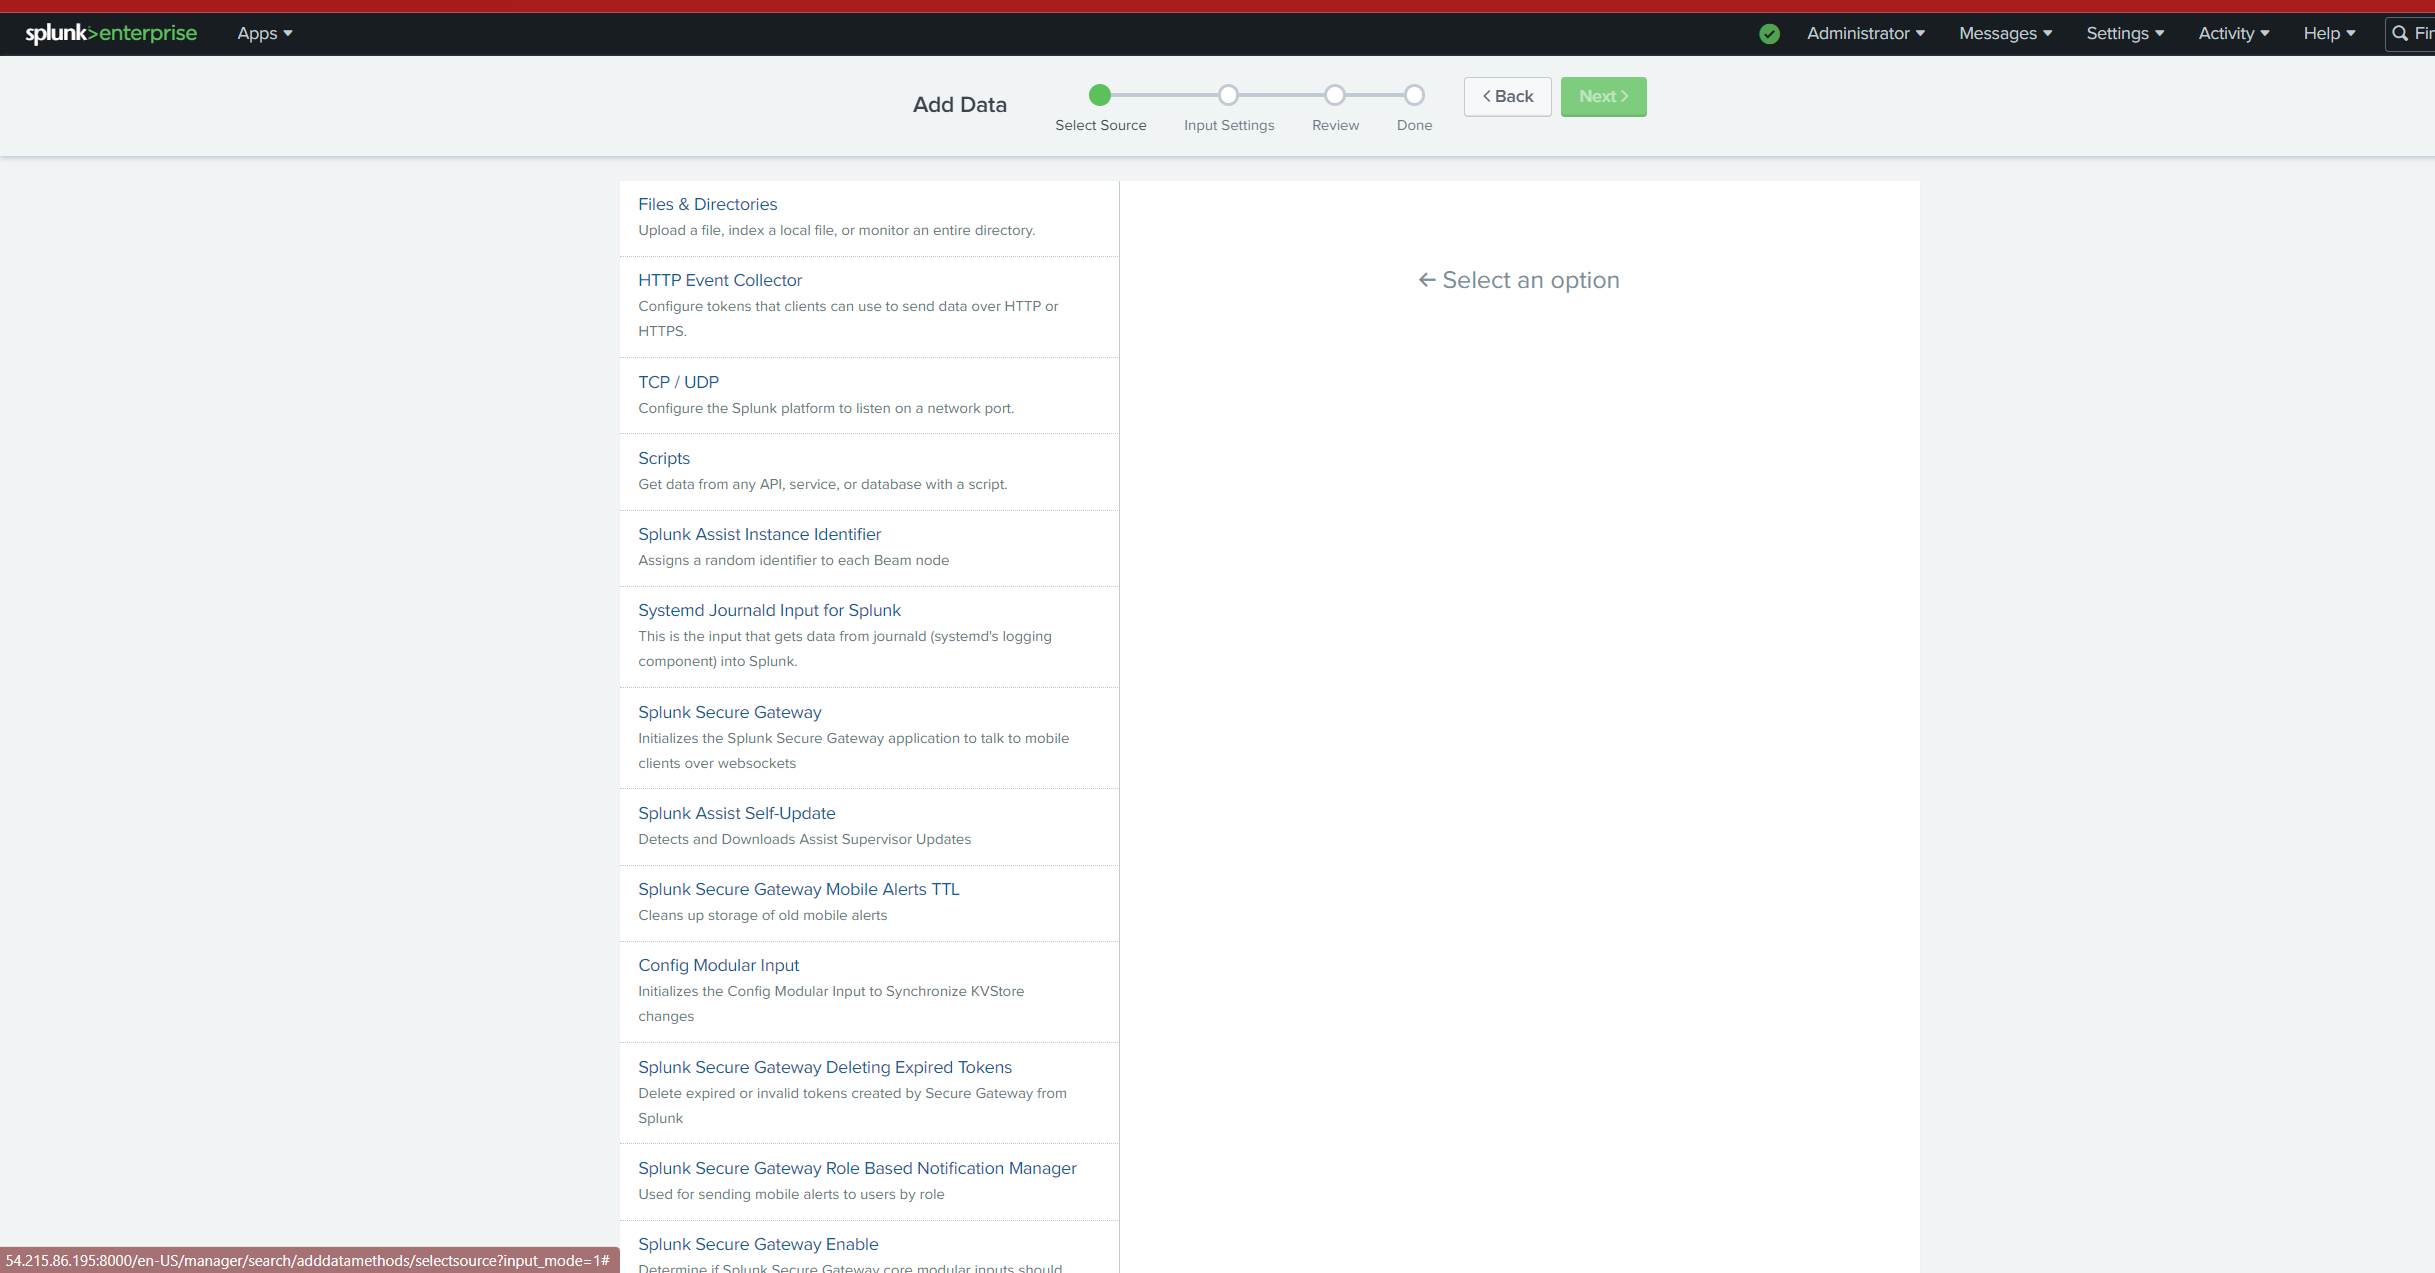 splunk>enterprise Apps Administrator Messages Settings Activity Help Fin
Add Data
Select Source Input Settings Review Done
< Back Next >
Files & Directories
Upload a file, index a local file, or monitor an entire directory.
HTTP Event Collector
Configure tokens that clients can use to send data over HTTP or
HTTPS.
TCP / UDP
Configure the Splunk platform to listen on a network port.
Scripts
Get data from any API, service, or database with a script.
Splunk Assist Instance Identifier
Assigns a random identifier to each Beam node
Systemd Journald Input for Splunk
This is the input that gets data from journald (systemd's logging
component) into Splunk.
Splunk Secure Gateway
Initializes the Splunk Secure Gateway application to talk to mobile
clients over websockets
Splunk Assist Self-Update
Detects and Downloads Assist Supervisor Updates
Splunk Secure Gateway Mobile Alerts TTL
Cleans up storage of old mobile alerts
Config Modular Input
Initializes the Config Modular Input to Synchronize KVStore
changes
Splunk Secure Gateway Deleting Expired Tokens
Delete expired or invalid tokens created by Secure Gateway from
Splunk
Splunk Secure Gateway Role Based Notification Manager
Used for sending mobile alerts to users by role
Splunk Secure Gateway Enable
Determine if Splunk Secure Gateway core modular inputs should
← Select an option
54.215.86.195:8000/en-US/manager/search/adddatamethods/selectsource?input_mode=1#